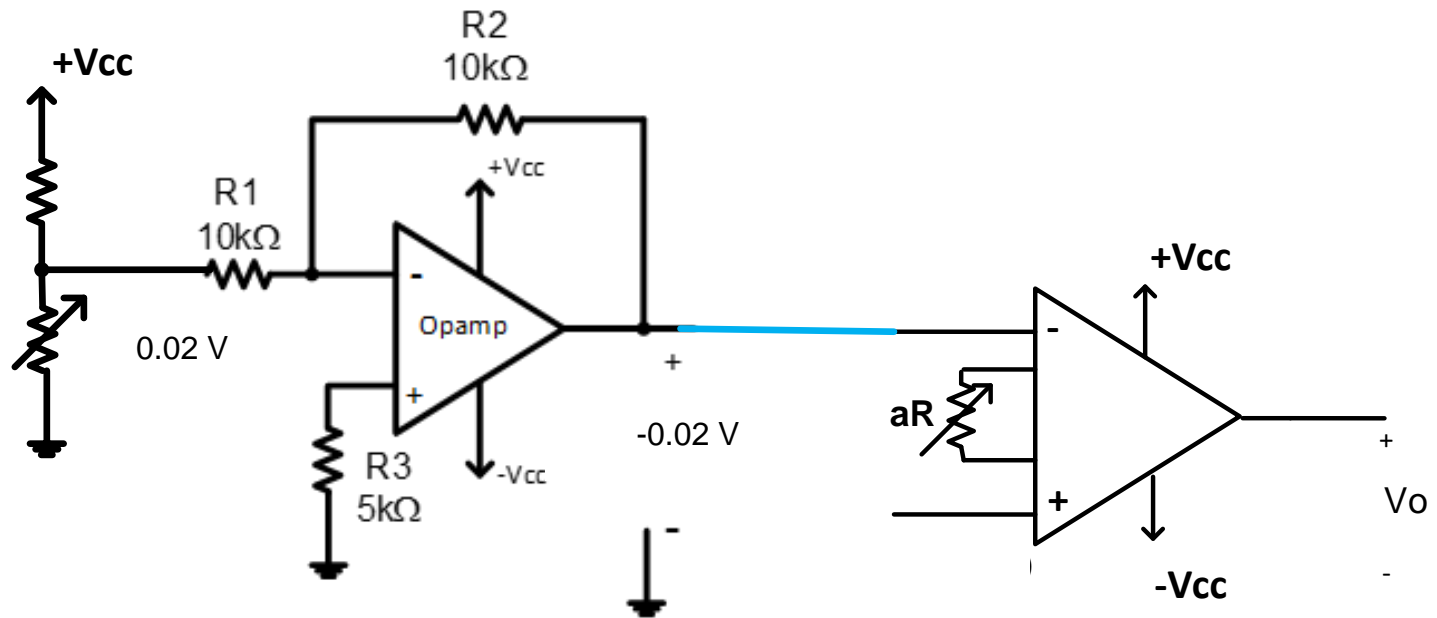 +Vcc
R2
10kΩ
+Vcc
R1
10kΩ
-
Opamp
+
0.02 V
R3
5kΩ
-Vcc
+
-0.02 V
-
+Vcc
-
aR
+
-Vcc
+
Vo
-